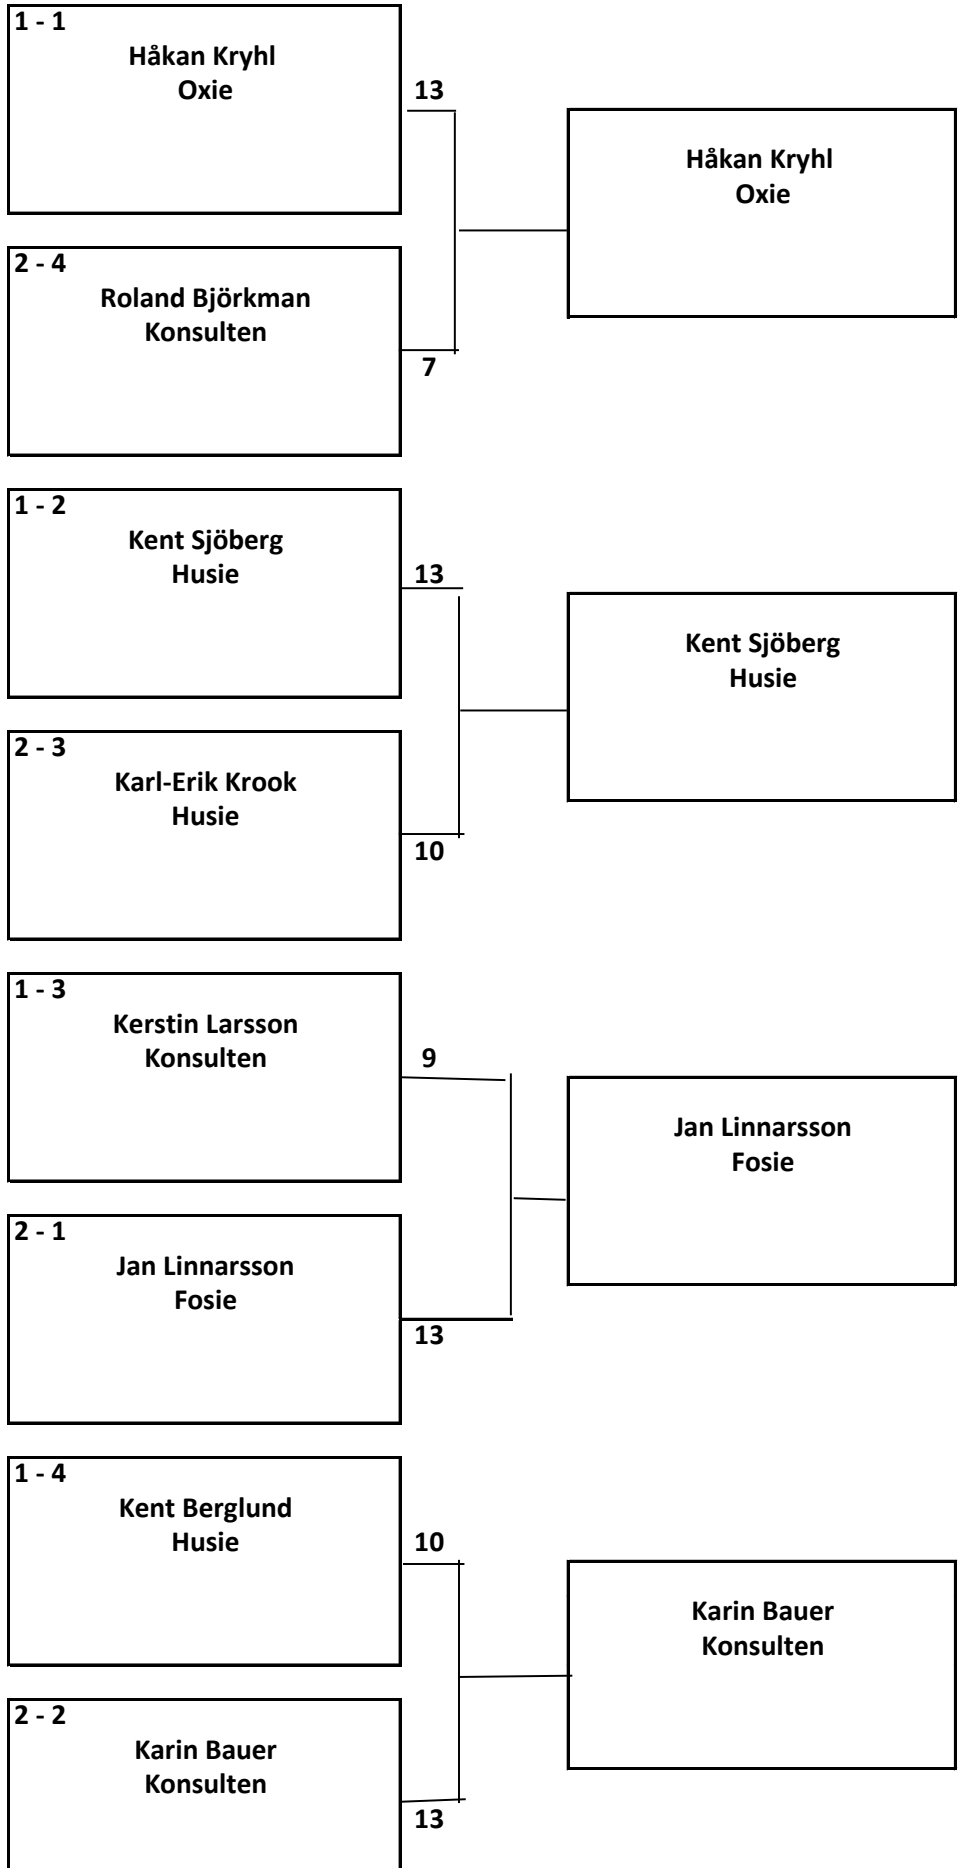 1 - 1
Håkan Kryhl
Oxie
13
Håkan Kryhl
Oxie
2 - 4
Roland Björkman
Konsulten
7
1 - 2
Kent Sjöberg
Husie
13
Kent Sjöberg
Husie
2 - 3
Karl-Erik Krook
Husie
10
1 - 3
Kerstin Larsson
Konsulten
9
Jan Linnarsson
Fosie
2 - 1
Jan Linnarsson
Fosie
13
1 - 4
Kent Berglund
Husie
10
Karin Bauer
Konsulten
2 - 2
Karin Bauer
Konsulten
13